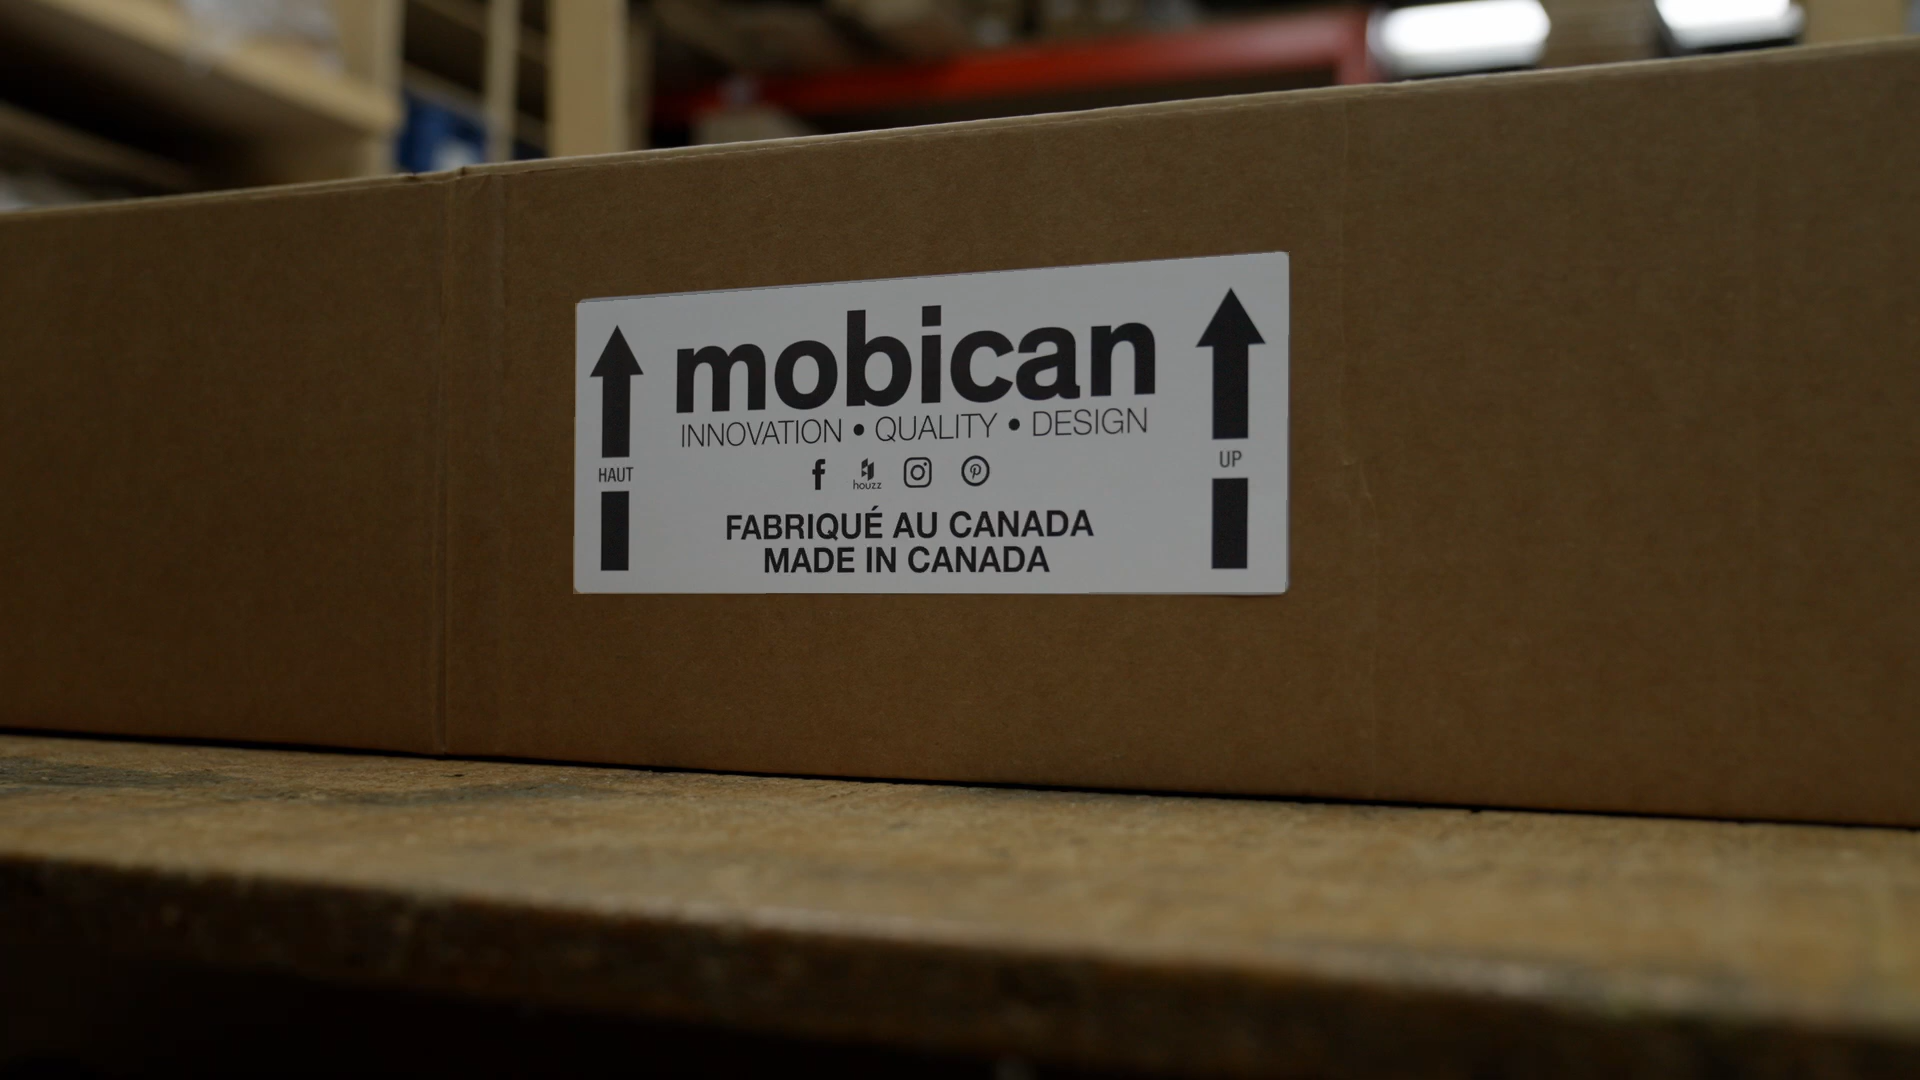 mobican
INNOVATION • QUALITY • DESIGN
HAUT
houzz
UP
FABRIQUÉ AU CANADA
MADE IN CANADA